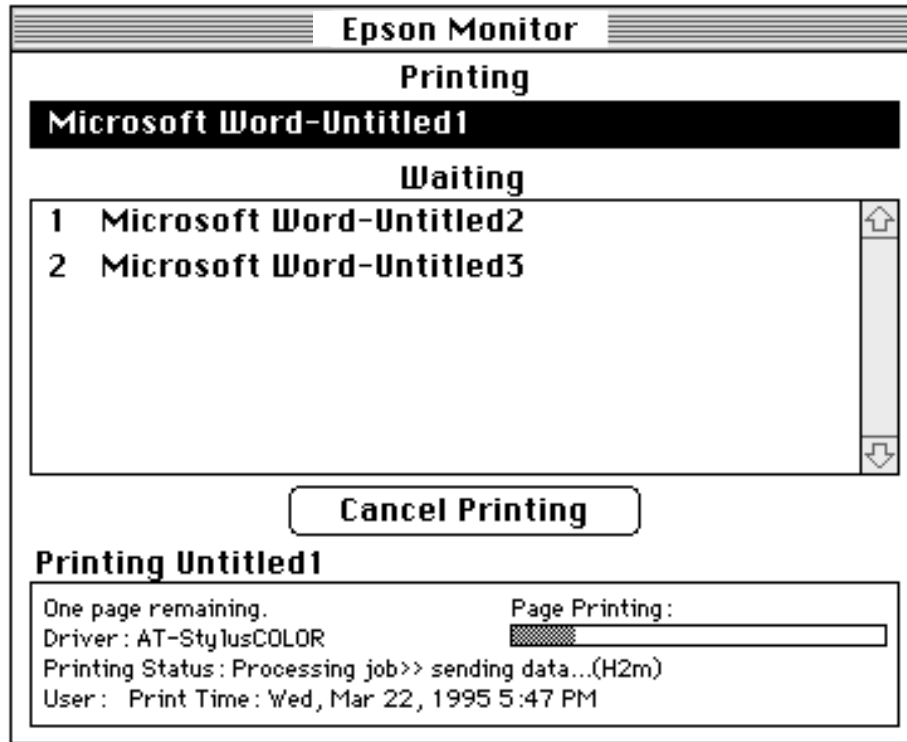 Epson Monitor
Printing
Microsoft Word-Untitled1
Waiting
1 Microsoft Word-Untitled2
2 Microsoft Word-Untitled3
Cancel Printing
Printing Untitled1
One page remaining. Page Printing:
Driver: AT-StylusCOLOR
Printing Status: Processing job>> sending data...(H2m)
User: Print Time: Wed, Mar 22, 1995 5:47 PM